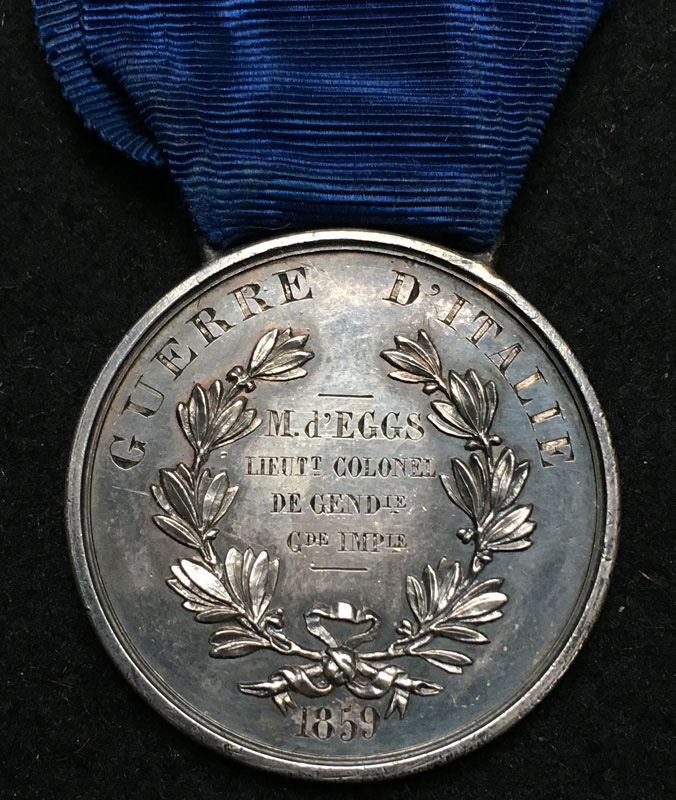 GUERRE D'ITALIE
M. d'EGGS
LIEUTT COLONEL
DE GENDIE
GDE IMPLE
1859